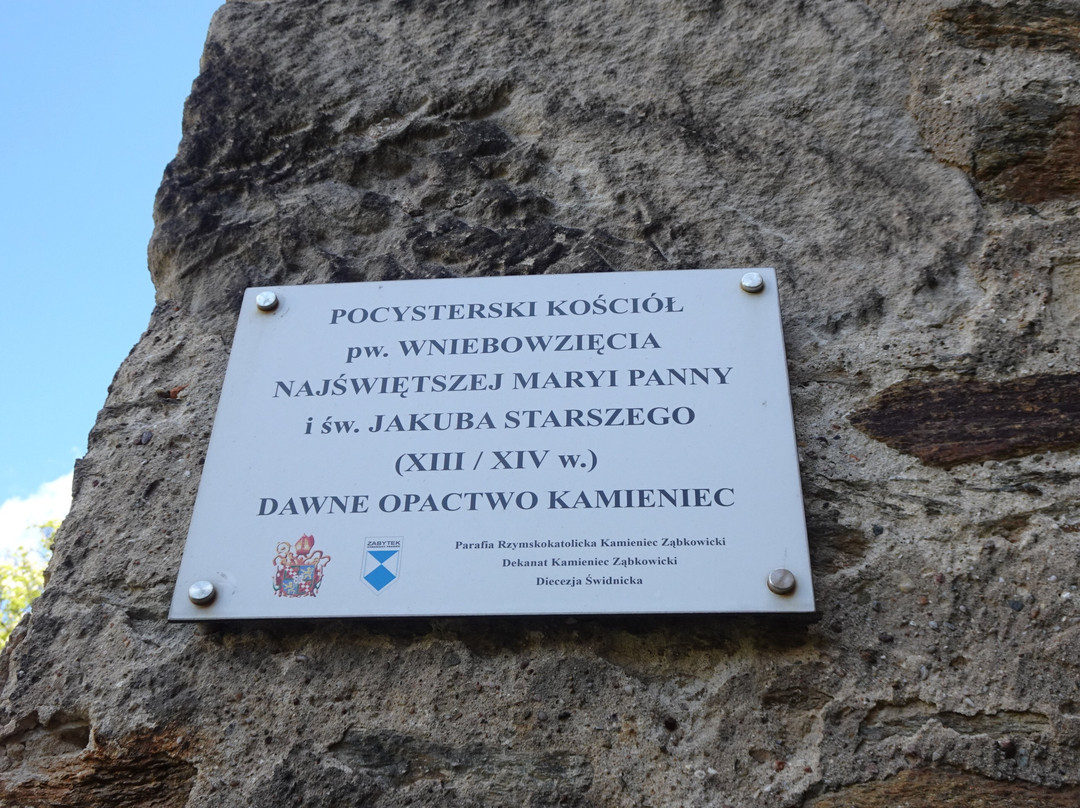 POCYSTERSKI KOŚCIÓŁ
pw. WNIEBOWZIĘCIA
NAJŚWIĘTSZEJ MARYI PANNY
i św. JAKUBA STARSZEGO
(XIII / XIV w.)
DAWNE OPACTWO KAMIENIEC
ZABYTEK
Parafia Rzymskokatolicka Kamieniec Ząbkowicki
Dekanat Kamieniec Ząbkowicki
Diecezja Świdnicka